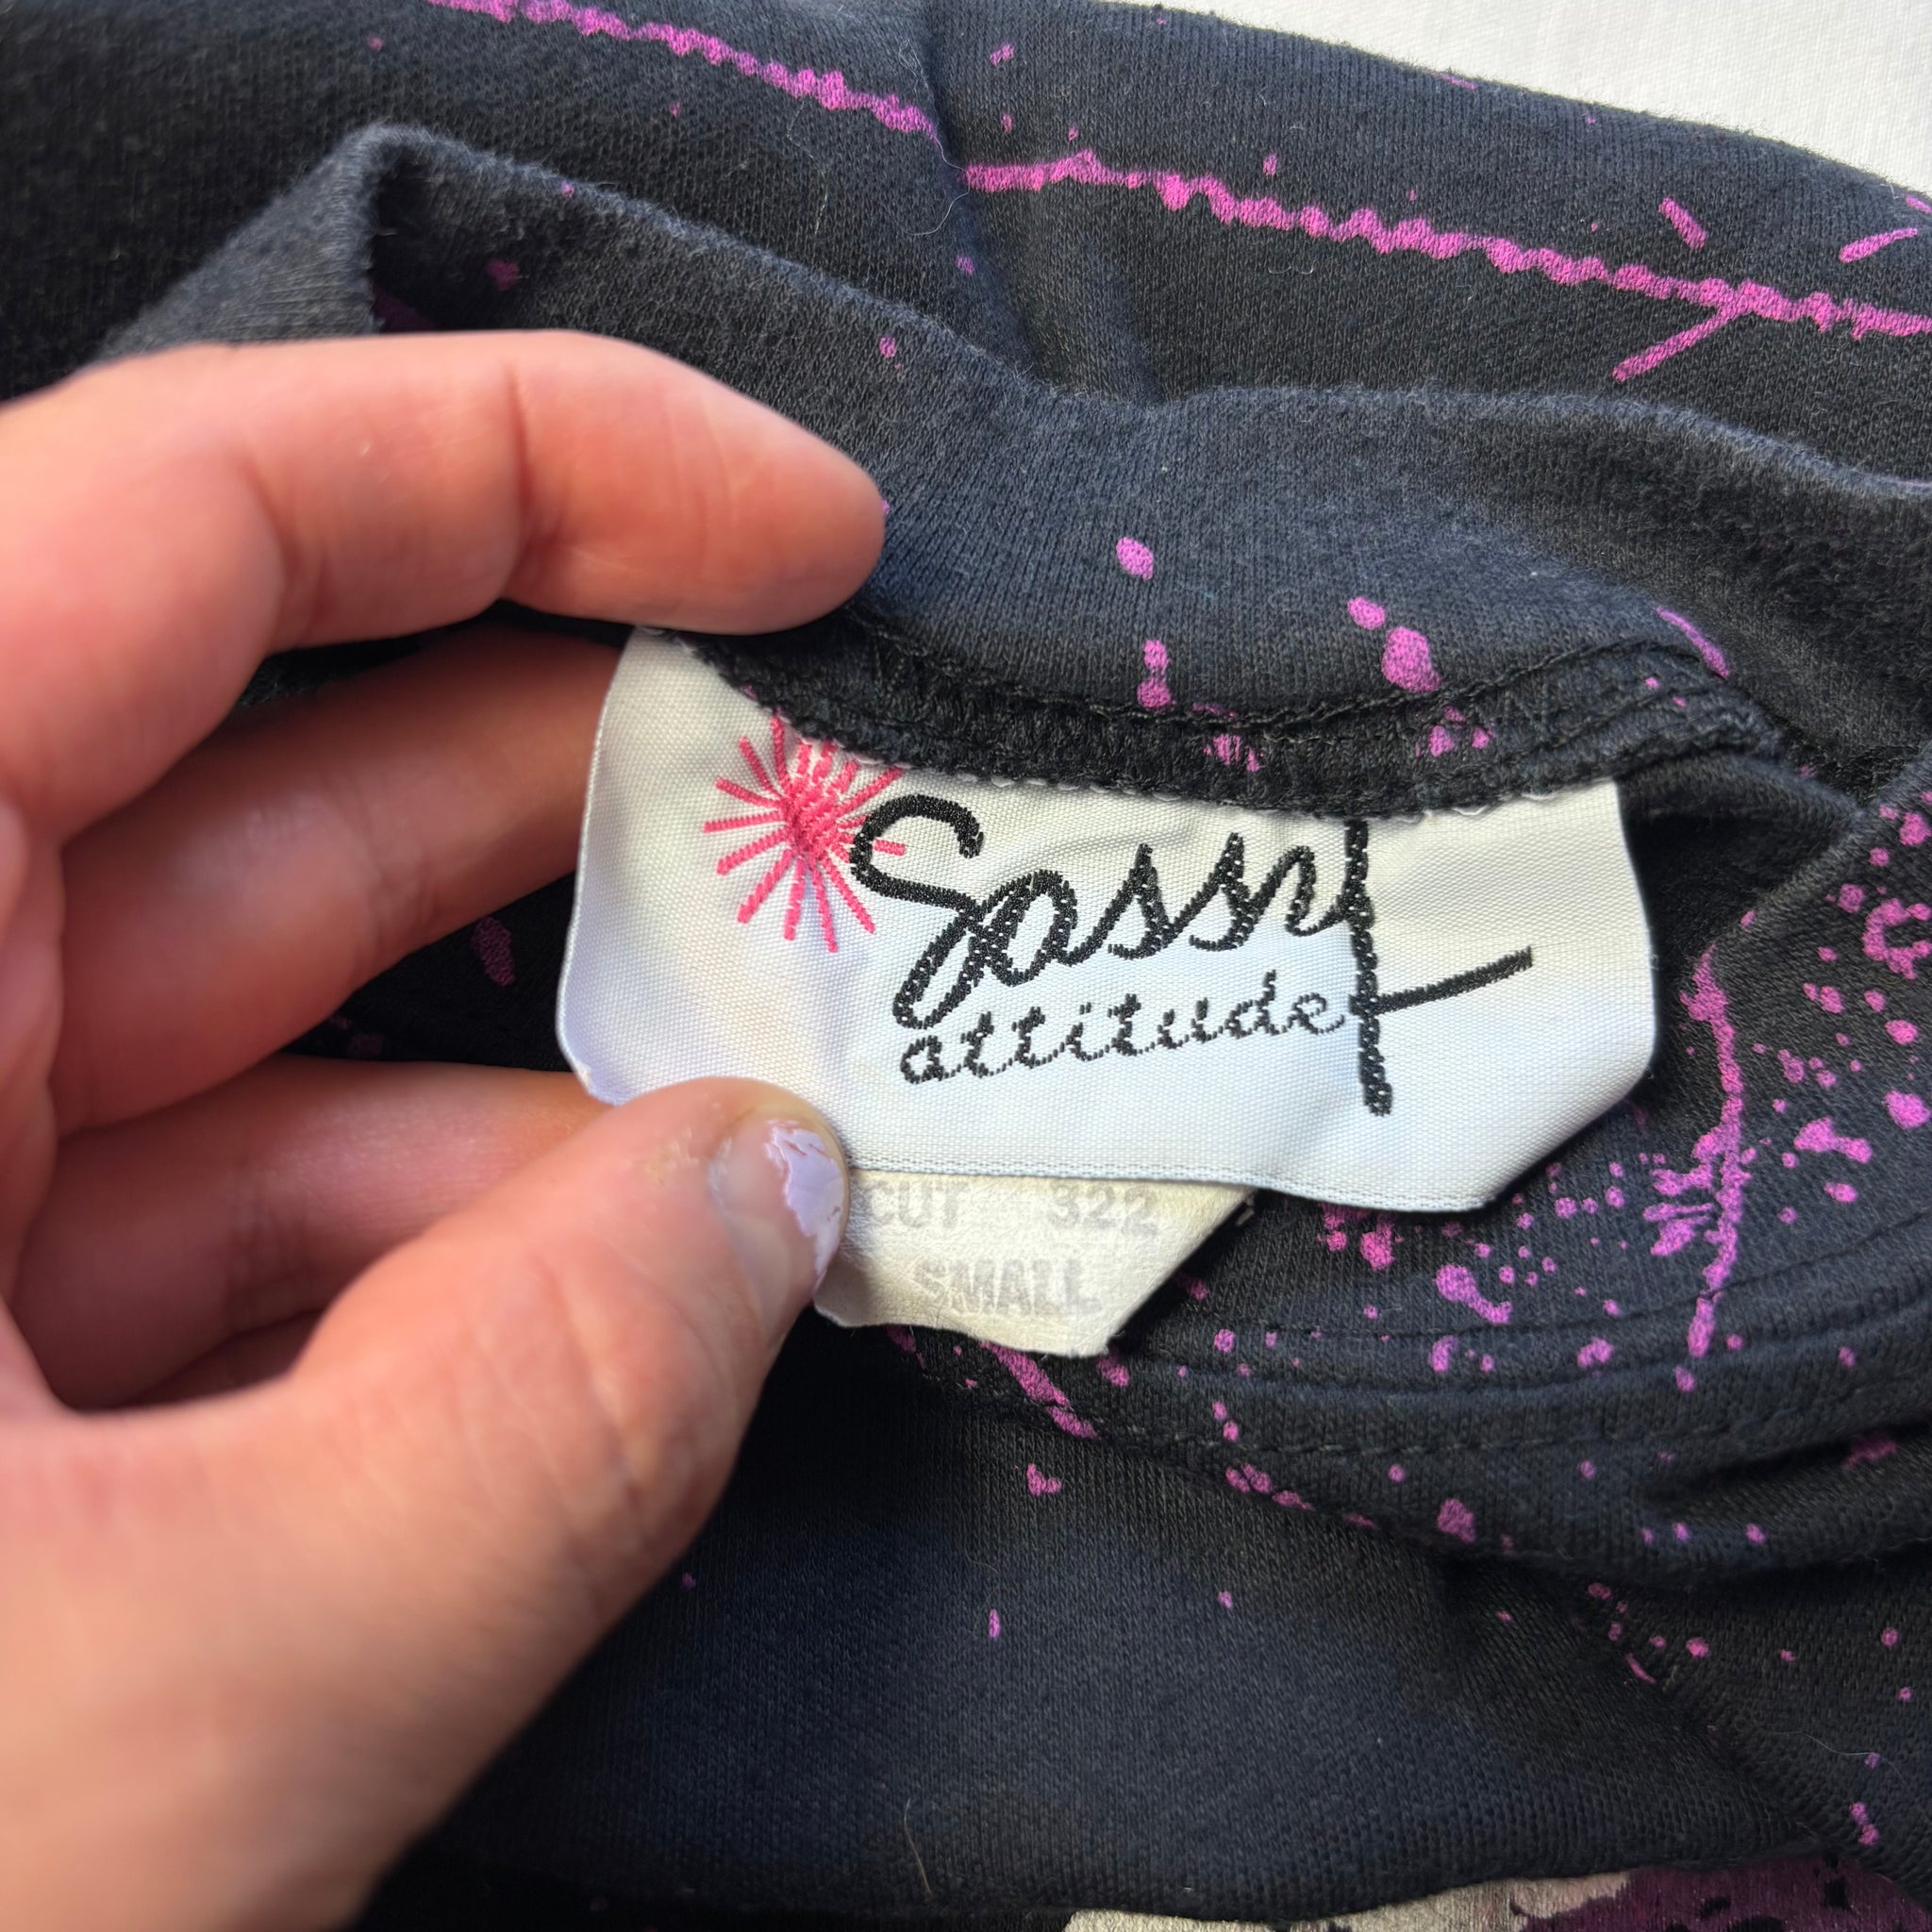 Sassy
attitude
CUT 322
SMALL